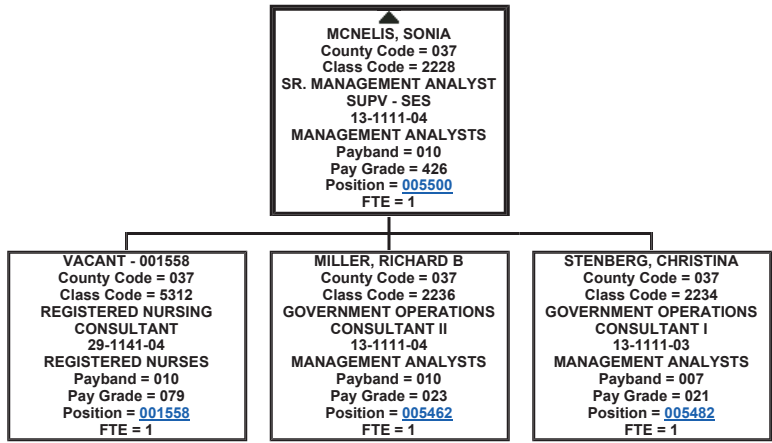 MCNELIS, SONIA
County Code = 037
Class Code = 2228
SR. MANAGEMENT ANALYST
SUPV - SES
13-1111-04
MANAGEMENT ANALYSTS
Payband = 010
Pay Grade = 426
Position = 005500
FTE = 1
VACANT - 001558
County Code = 037
Class Code = 5312
REGISTERED NURSING
CONSULTANT
29-1141-04
REGISTERED NURSES
Payband = 010
Pay Grade = 079
Position = 001558
FTE = 1
MILLER, RICHARD B
County Code = 037
Class Code = 2236
GOVERNMENT OPERATIONS
CONSULTANT II
13-1111-04
MANAGEMENT ANALYSTS
Payband = 010
Pay Grade = 023
Position = 005462
FTE = 1
STENBERG, CHRISTINA
County Code = 037
Class Code = 2234
GOVERNMENT OPERATIONS
CONSULTANT I
13-1111-03
MANAGEMENT ANALYSTS
Payband = 007
Pay Grade = 021
Position = 005482
FTE = 1